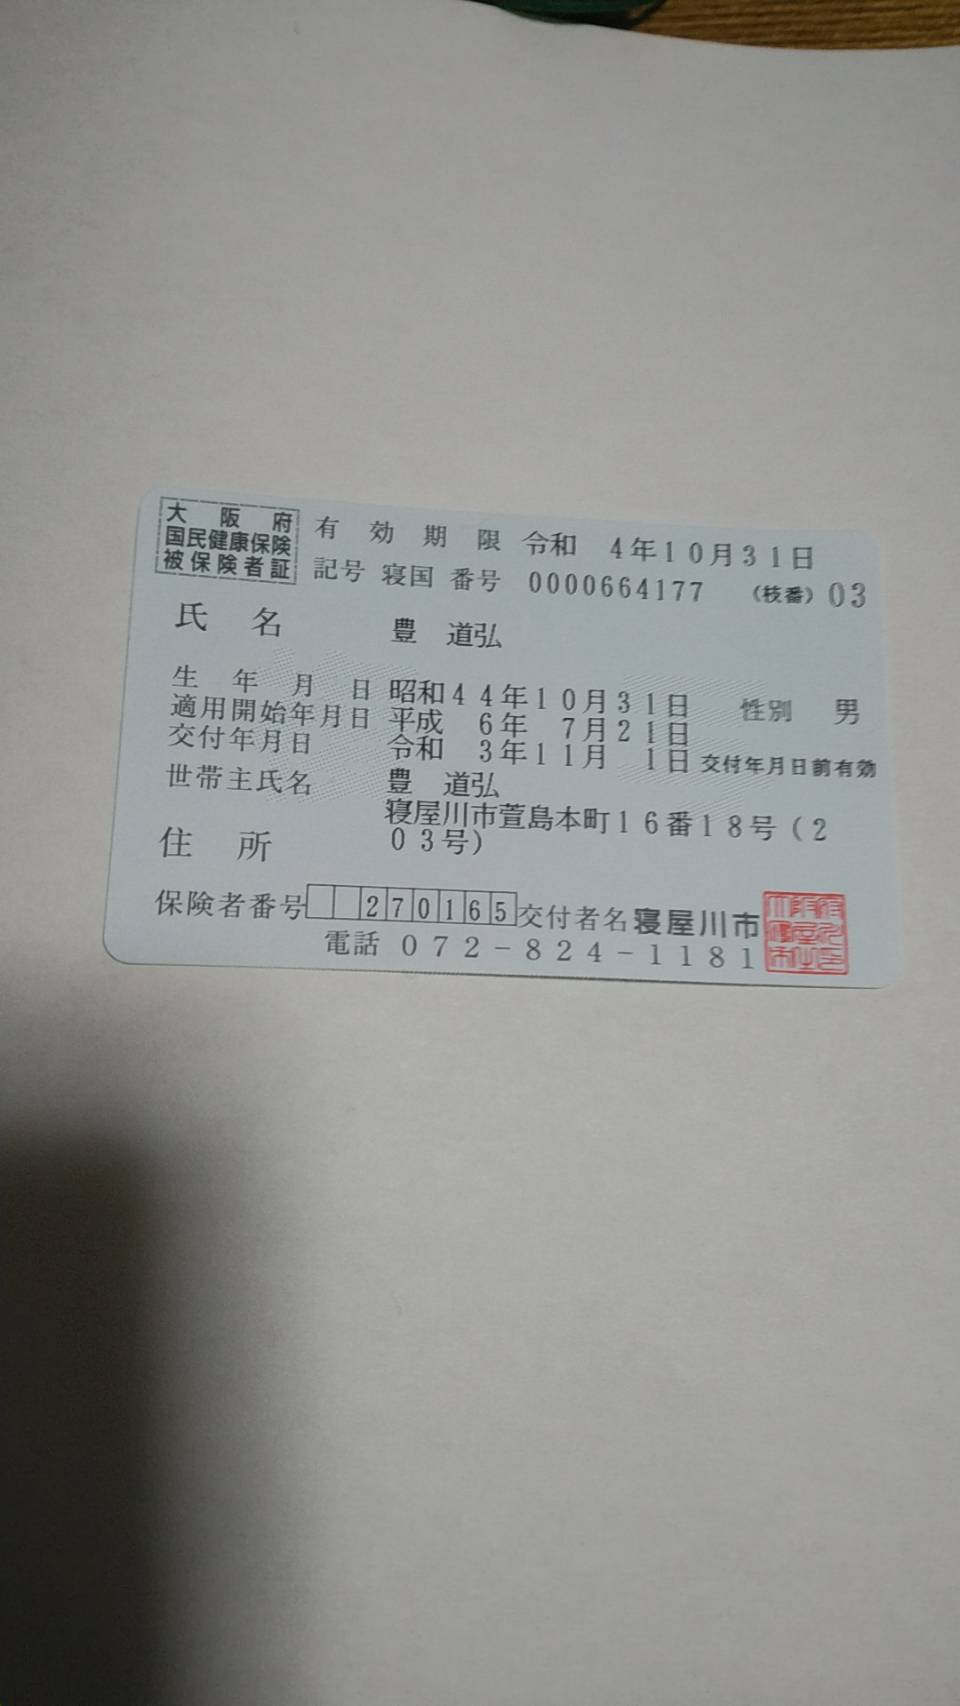 大阪府
国民健康保険
被保険者証
有効期限 令和 4年10月31日
記号 寝国 番号 0000664177 (枝番) 03
氏名 豊 道弘
生年月日 昭和44年10月31日 性別 男
適用開始年月日 平成 6年 7月21日
交付年月日 令和 3年11月 1日 交付年月日前有効
世帯主氏名 豊 道弘
住所 寝屋川市萱島本町16番18号(2
03号)
保険者番号 270165 交付者名 寝屋川市
電話 072-824-1181